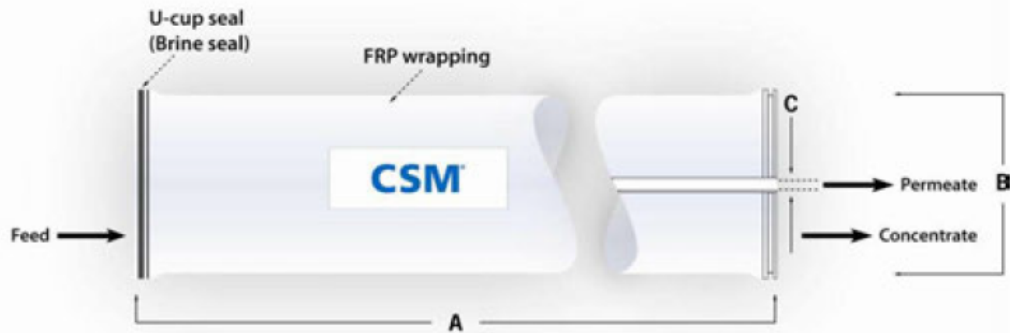 U-cup seal
(Brine seal)
FRP wrapping
C
CSM
Permeate
B
Feed
Concentrate
A